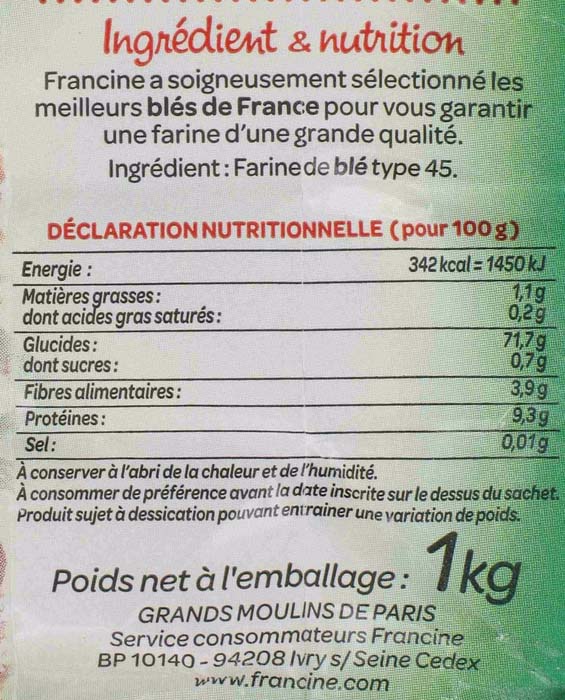 Ingrédient & nutrition
Francine a soigneusement sélectionné les
meilleurs blés de France pour vous garantir
une farine d'une grande qualité.
Ingrédient : Farine de blé type 45.
DÉCLARATION NUTRITIONNELLE (pour 100 g)
Energie : 342 kcal = 1450 kJ
Matières grasses : 1,1 g
dont acides gras saturés : 0,2 g
Glucides : 71,7 g
dont sucres : 0,7 g
Fibres alimentaires : 3,9 g
Protéines : 9,3 g
Sel : 0,01 g
À conserver à l'abri de la chaleur et de l'humidité.
À consommer de préférence avant la date inscrite sur le dessus du sachet.
Produit sujet à dessication pouvant entrainer une variation de poids.
Poids net à l'emballage : 1kg
GRANDS MOULINS DE PARIS
Service consommateurs Francine
BP 10140 - 94208 Ivry s/ Seine Cedex
www.francine.com